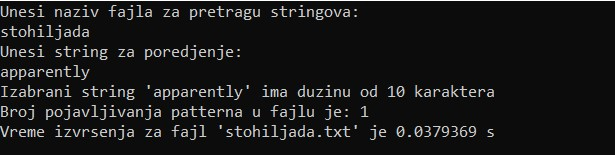 Unesi naziv fajla za pretragu stringova:
stohiljada
Unesi string za poredjenje:
apparently
Izabrani string 'apparently' ima duzinu od 10 karaktera
Broj pojavljivanja patterna u fajlu je: 1
Vreme izvrsenja za fajl 'stohiljada.txt' je 0.0379369 s